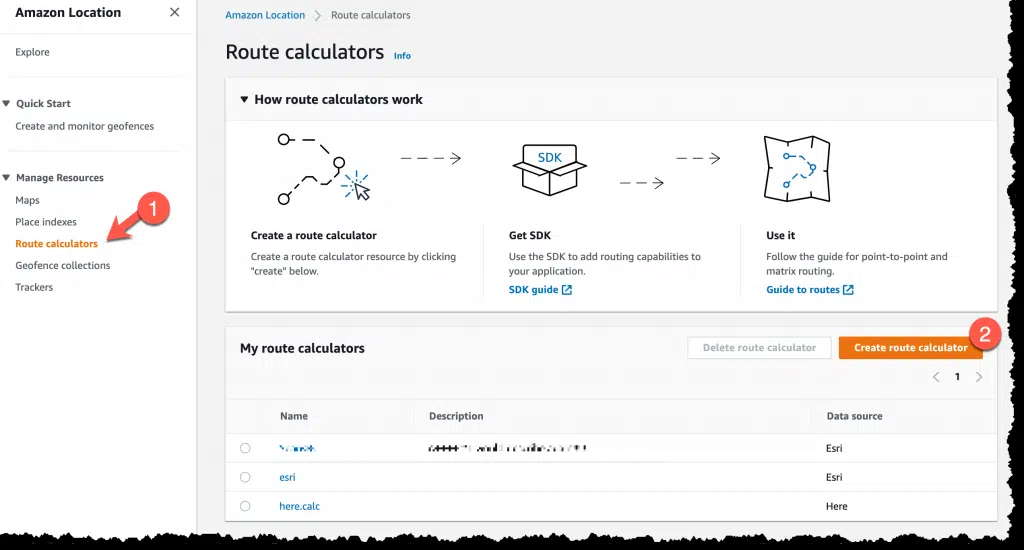 Amazon Location
Explore
Quick Start
Create and monitor geofences
Manage Resources
Maps
Place indexes
Route calculators
Geofence collections
Trackers
1
Amazon Location > Route calculators
Route calculators Info
How route calculators work
SDK
Create a route calculator
Create a route calculator resource by clicking
"create" below.
Get SDK
Use the SDK to add routing capabilities to
your application.
SDK guide
Use it
Follow the guide for point-to-point and
matrix routing.
Guide to routes
My route calculators
Delete route calculator
Create route calculator
2
< 1 >
Name Description Data source
Esri
esri Esri
here.calc Here